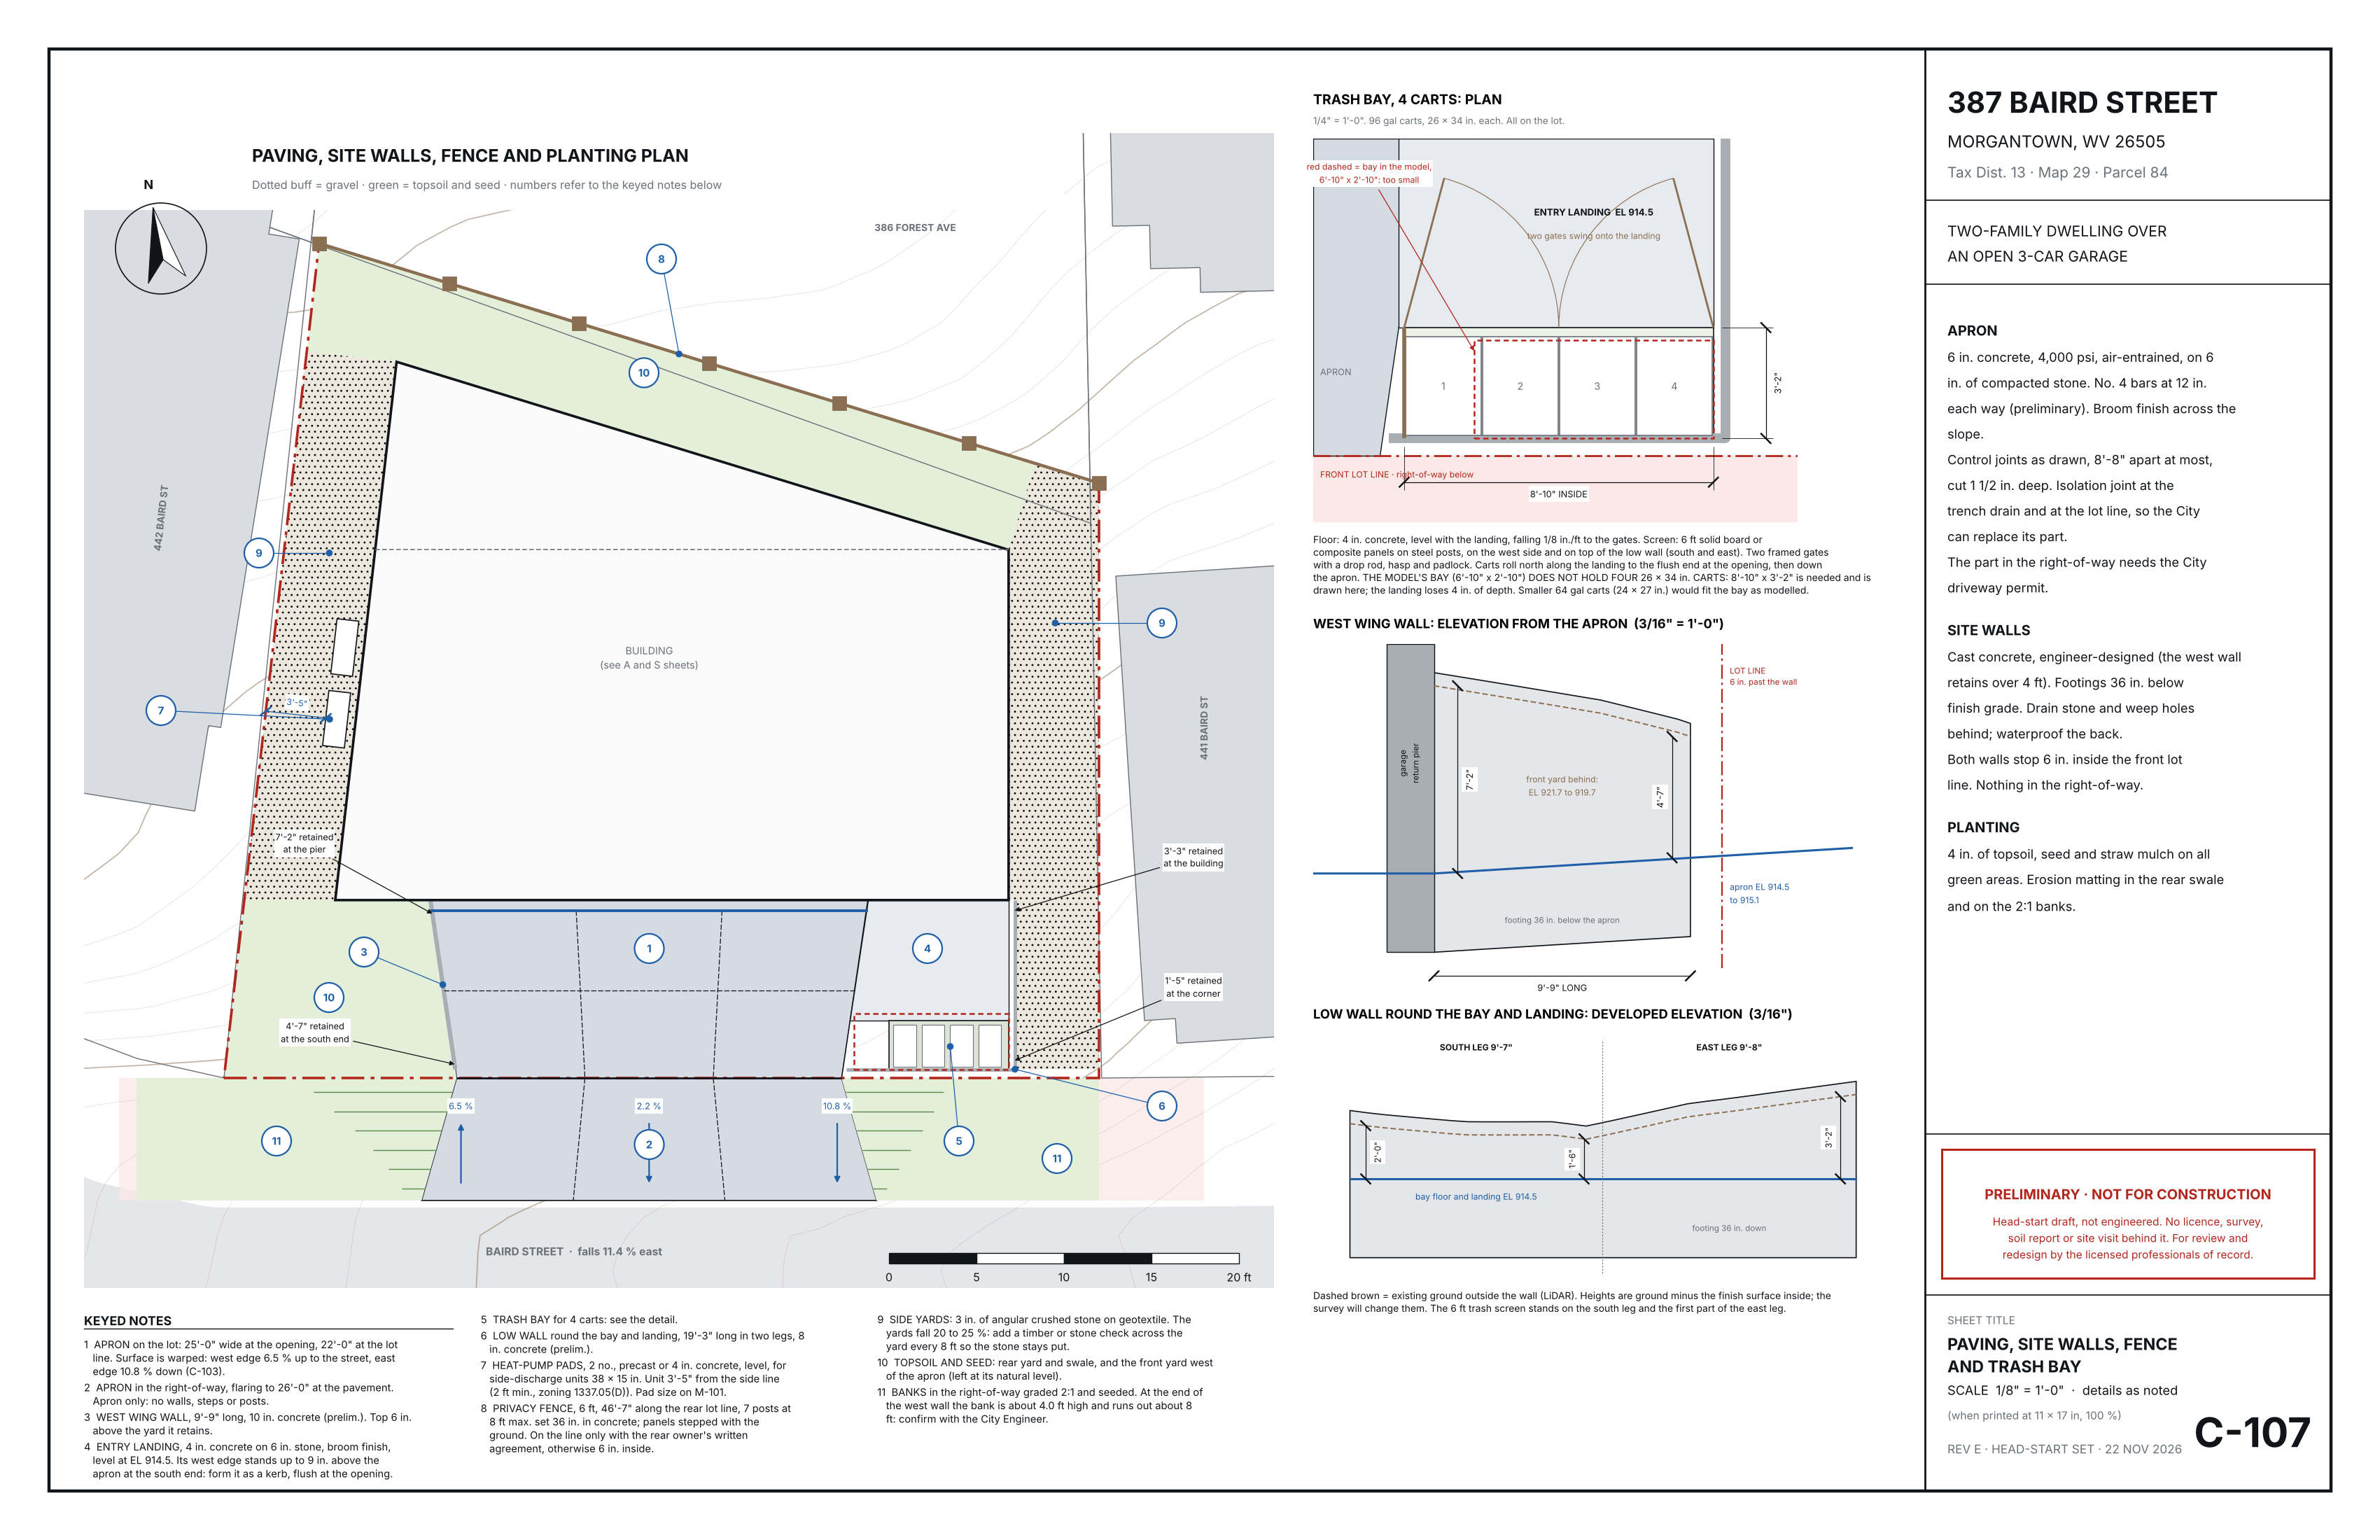 PAVING, SITE WALLS, FENCE AND PLANTING PLAN
Dotted buff = gravel · green = topsoil and seed · numbers refer to the keyed notes below
N
386 FOREST AVE
8
10
442 BAIRD ST
9
9
BUILDING
(see A and S sheets)
441 BAIRD ST
7
3'-5"
7'-2" retained
at the pier
3'-3" retained
at the building
3
1
4
10
1'-5" retained
at the corner
4'-7" retained
at the south end
6.5 %
2.2 %
10.8 %
6
11
2
5
11
BAIRD STREET · falls 11.4 % east
0
5
10
15
20 ft
KEYED NOTES
1 APRON on the lot: 25'-0" wide at the opening, 22'-0" at the lot
line. Surface is warped: west edge 6.5 % up to the street, east
edge 10.8 % down (C-103).
2 APRON in the right-of-way, flaring to 26'-0" at the pavement.
Apron only: no walls, steps or posts.
3 WEST WING WALL, 9'-9" long, 10 in. concrete (prelim.). Top 6 in.
above the yard it retains.
4 ENTRY LANDING, 4 in. concrete on 6 in. stone, broom finish,
level at EL 914.5. Its west edge stands up to 9 in. above the
apron at the south end: form it as a kerb, flush at the opening.
5 TRASH BAY for 4 carts: see the detail.
6 LOW WALL round the bay and landing, 19'-3" long in two legs, 8
in. concrete (prelim.).
7 HEAT-PUMP PADS, 2 no., precast or 4 in. concrete, level, for
side-discharge units 38 × 15 in. Unit 3'-5" from the side line
(2 ft min., zoning 1337.05(D)). Pad size on M-101.
8 PRIVACY FENCE, 6 ft, 46'-7" along the rear lot line, 7 posts at
8 ft max. set 36 in. in concrete; panels stepped with the
ground. On the line only with the rear owner's written
agreement, otherwise 6 in. inside.
9 SIDE YARDS: 3 in. of angular crushed stone on geotextile. The
yards fall 20 to 25 %: add a timber or stone check across the
yard every 8 ft so the stone stays put.
10 TOPSOIL AND SEED: rear yard and swale, and the front yard west
of the apron (left at its natural level).
11 BANKS in the right-of-way graded 2:1 and seeded. At the end of
the west wall the bank is about 4.0 ft high and runs out about 8
ft: confirm with the City Engineer.
TRASH BAY, 4 CARTS: PLAN
1/4" = 1'-0". 96 gal carts, 26 × 34 in. each. All on the lot.
red dashed = bay in the model,
6'-10" x 2'-10": too small
ENTRY LANDING EL 914.5
two gates swing onto the landing
APRON
1
2
3
4
3'-2"
FRONT LOT LINE · right-of-way below
8'-10" INSIDE
Floor: 4 in. concrete, level with the landing, falling 1/8 in./ft to the gates. Screen: 6 ft solid board or
composite panels on steel posts, on the west side and on top of the low wall (south and east). Two framed gates
with a drop rod, hasp and padlock. Carts roll north along the landing to the flush end at the opening, then down
the apron. THE MODEL'S BAY (6'-10" x 2'-10") DOES NOT HOLD FOUR 26 × 34 in. CARTS: 8'-10" x 3'-2" is needed and is
drawn here; the landing loses 4 in. of depth. Smaller 64 gal carts (24 × 27 in.) would fit the bay as modelled.
WEST WING WALL: ELEVATION FROM THE APRON (3/16" = 1'-0")
LOT LINE
6 in. past the wall
garage
return pier
7'-2"
front yard behind:
EL 921.7 to 919.7
4'-7"
apron EL 914.5
to 915.1
footing 36 in. below the apron
9'-9" LONG
LOW WALL ROUND THE BAY AND LANDING: DEVELOPED ELEVATION (3/16")
SOUTH LEG 9'-7"
EAST LEG 9'-8"
2'-0"
1'-6"
3'-2"
bay floor and landing EL 914.5
footing 36 in. down
Dashed brown = existing ground outside the wall (LiDAR). Heights are ground minus the finish surface inside; the
survey will change them. The 6 ft trash screen stands on the south leg and the first part of the east leg.
387 BAIRD STREET
MORGANTOWN, WV 26505
Tax Dist. 13 · Map 29 · Parcel 84
TWO-FAMILY DWELLING OVER
AN OPEN 3-CAR GARAGE
APRON
6 in. concrete, 4,000 psi, air-entrained, on 6
in. of compacted stone. No. 4 bars at 12 in.
each way (preliminary). Broom finish across the
slope.
Control joints as drawn, 8'-8" apart at most,
cut 1 1/2 in. deep. Isolation joint at the
trench drain and at the lot line, so the City
can replace its part.
The part in the right-of-way needs the City
driveway permit.
SITE WALLS
Cast concrete, engineer-designed (the west wall
retains over 4 ft). Footings 36 in. below
finish grade. Drain stone and weep holes
behind; waterproof the back.
Both walls stop 6 in. inside the front lot
line. Nothing in the right-of-way.
PLANTING
4 in. of topsoil, seed and straw mulch on all
green areas. Erosion matting in the rear swale
and on the 2:1 banks.
PRELIMINARY · NOT FOR CONSTRUCTION
Head-start draft, not engineered. No licence, survey,
soil report or site visit behind it. For review and
redesign by the licensed professionals of record.
SHEET TITLE
PAVING, SITE WALLS, FENCE
AND TRASH BAY
SCALE 1/8" = 1'-0" · details as noted
(when printed at 11 × 17 in, 100 %)
REV E · HEAD-START SET · 22 NOV 2026
C-107